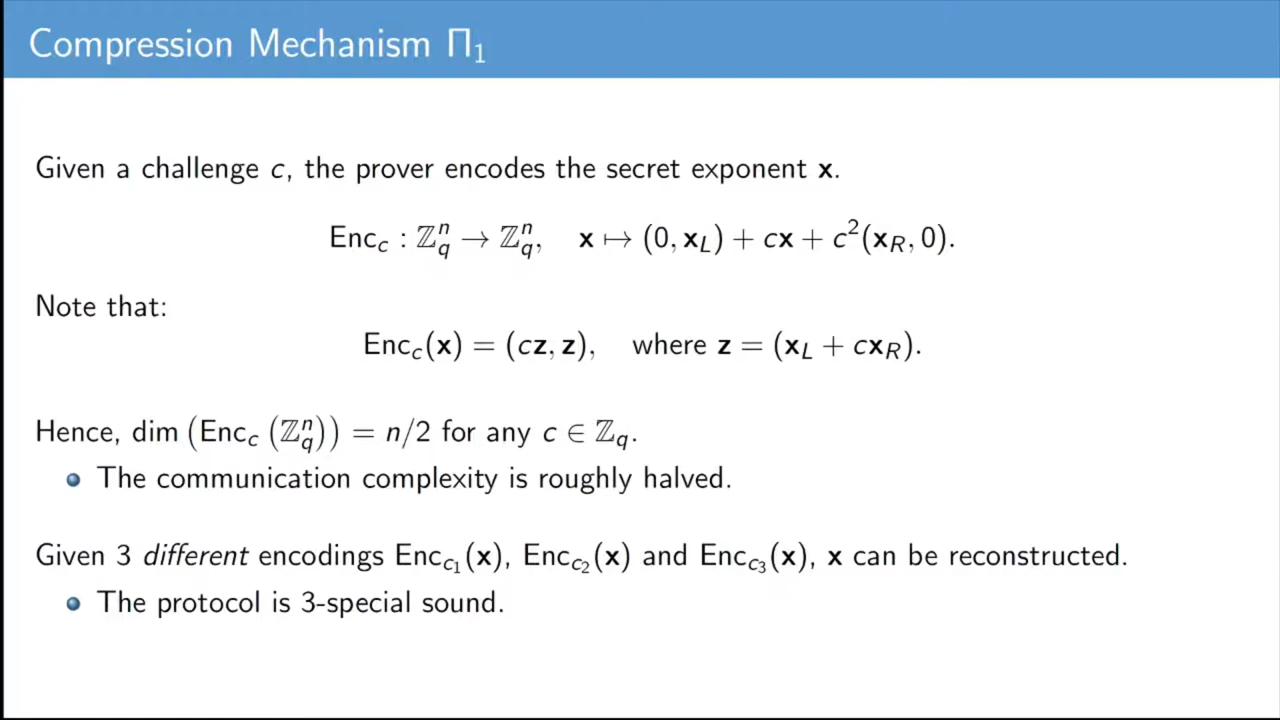 Compression Mechanism Π₁
Given a challenge c, the prover encodes the secret exponent x.
Enc_c : ℤ_q^n → ℤ_q^n, x ↦ (0, x_L) + cx + c²(x_R, 0).
Note that:
Enc_c(x) = (cz, z), where z = (x_L + cx_R).
Hence, dim (Enc_c (ℤ_q^n)) = n/2 for any c ∈ ℤ_q.
The communication complexity is roughly halved.
Given 3 different encodings Enc_{c₁}(x), Enc_{c₂}(x) and Enc_{c₃}(x), x can be reconstructed.
The protocol is 3-special sound.